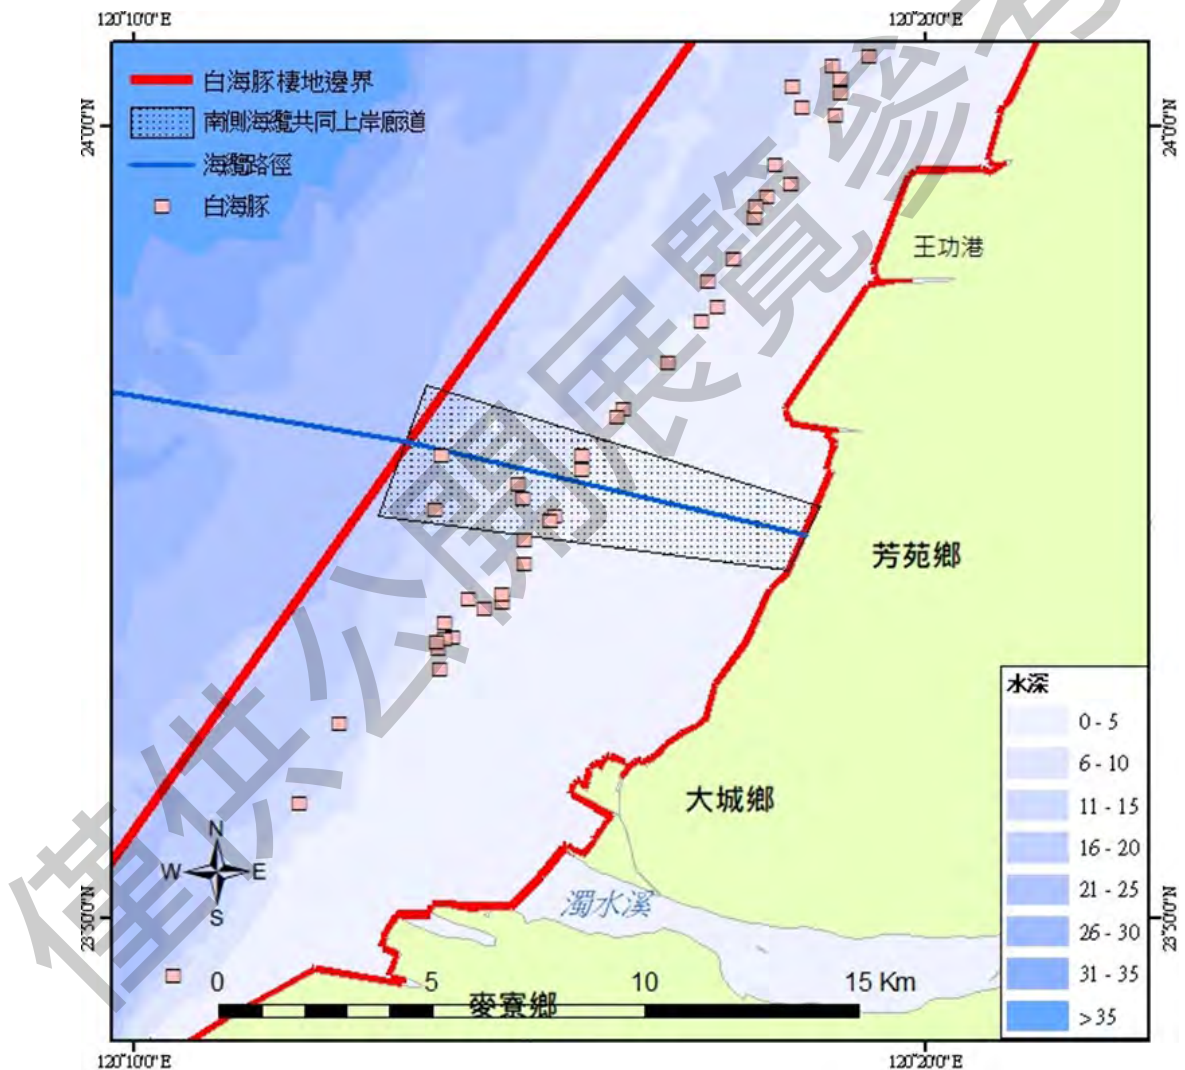 120°10'0"E
120°20'0"E
白海豚棲地邊界
南側海纜共同上岸廊道
海纜路徑
白海豚
24°0'0"N
24°0'0"N
王功港
芳苑鄉
水深
0 - 5
6 - 10
11 - 15
16 - 20
21 - 25
26 - 30
31 - 35
>35
大城鄉
N
W
E
S
濁水溪
23°50'0"N
23°50'0"N
0
5
10
15 Km
麥寮鄉
120°10'0"E
120°20'0"E
僅供公開展覽參考